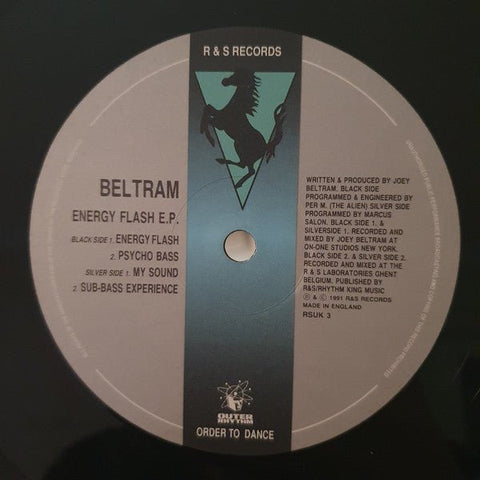 R & S RECORDS
BELTRAM
ENERGY FLASH E.P.
BLACK SIDE 1. ENERGY FLASH
2. PSYCHO BASS
SILVER SIDE 1. MY SOUND
2. SUB-BASS EXPERIENCE
WRITTEN & PRODUCED BY JOEY
BELTRAM. BLACK SIDE
PROGRAMMED & ENGINEERED BY
PER M. (THE ALIEN) SILVER SIDE
PROGRAMMED BY MARCUS
SALON. BLACK SIDE 1. &
SILVERSIDE 1. RECORDED AND
MIXED BY JOEY BELTRAM AT
ON-ONE STUDIOS NEW YORK.
BLACK SIDE 2. & SILVER SIDE 2.
RECORDED AND MIXED AT THE
R & S LABORATORIES GHENT
BELGIUM. PUBLISHED BY
R&S/RHYTHM KING MUSIC
℗ & © 1991 R&S RECORDS
MADE IN ENGLAND
RSUK 3
OUTER
RHYTHM
ORDER TO DANCE